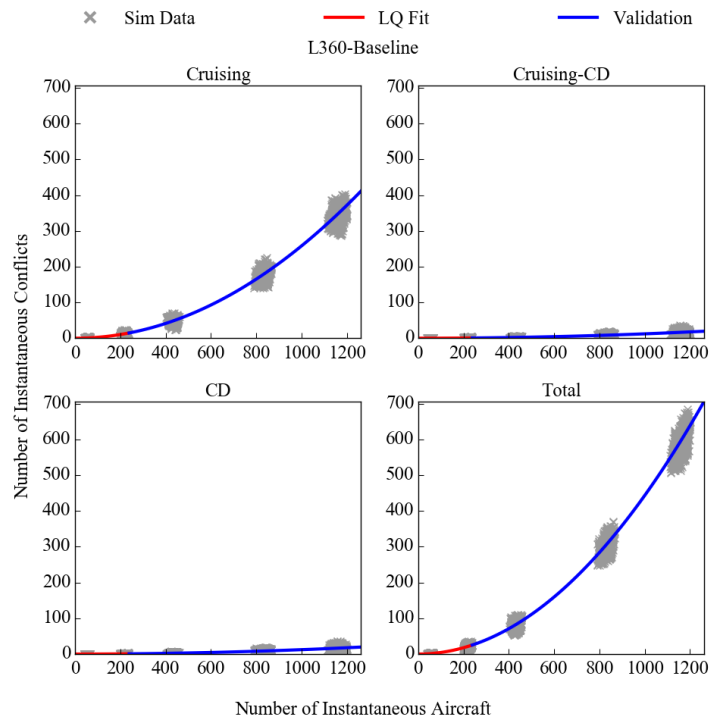 Sim Data LQ Fit Validation
L360-Baseline
Cruising Cruising-CD
700 700
600 600
500 500
400 400
300 300
200 200
100 100
0 0
0 200 400 600 800 1000 1200 0 200 400 600 800 1000 1200
CD Total
700 700
600 600
500 500
400 400
300 300
200 200
100 100
0 0
0 200 400 600 800 1000 1200 0 200 400 600 800 1000 1200
Number of Instantaneous Conflicts
Number of Instantaneous Aircraft